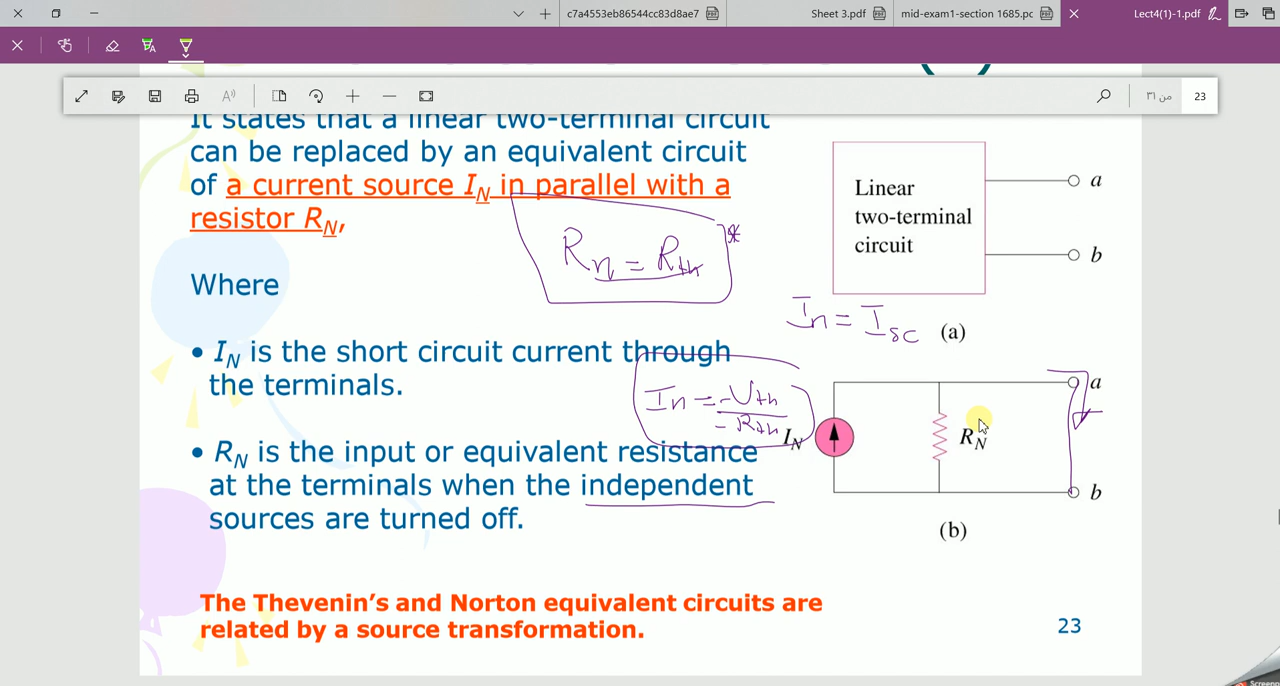 c7a4553eb86544cc83d8ae7
Sheet 3.pdf
mid-exam1-section 1685.pc
Lect4(1)-1.pdf
من ٣١
23
It states that a linear two-terminal circuit
can be replaced by an equivalent circuit
of a current source I_N in parallel with a
resistor R_N,
Rn = Rth *
Where
• I_N is the short circuit current through
the terminals.
• R_N is the input or equivalent resistance
at the terminals when the independent
sources are turned off.
In = Isc
In = Vth / Rth
Linear
two-terminal
circuit
a
b
(a)
I_N
R_N
a
b
(b)
The Thevenin's and Norton equivalent circuits are
related by a source transformation.
23